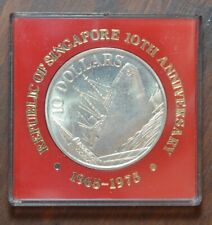 REPUBLIC OF SINGAPORE 10TH ANNIVERSARY
10 DOLLARS
1965-1975